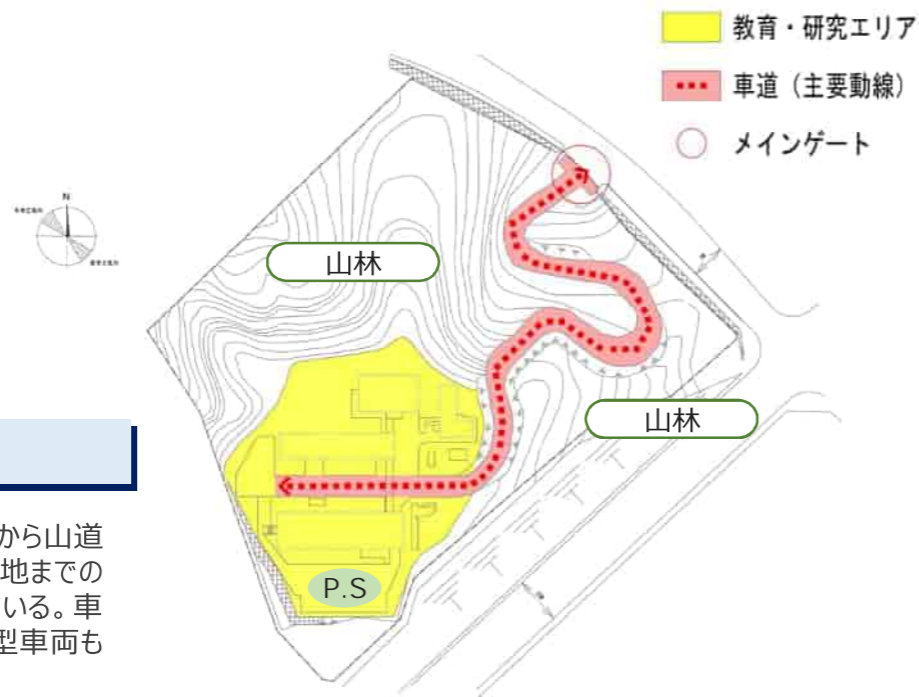 教育・研究エリア
車道（主要動線）
メインゲート
N
山林
山林
P.S
から山道
地までの
いる。車
型車両も